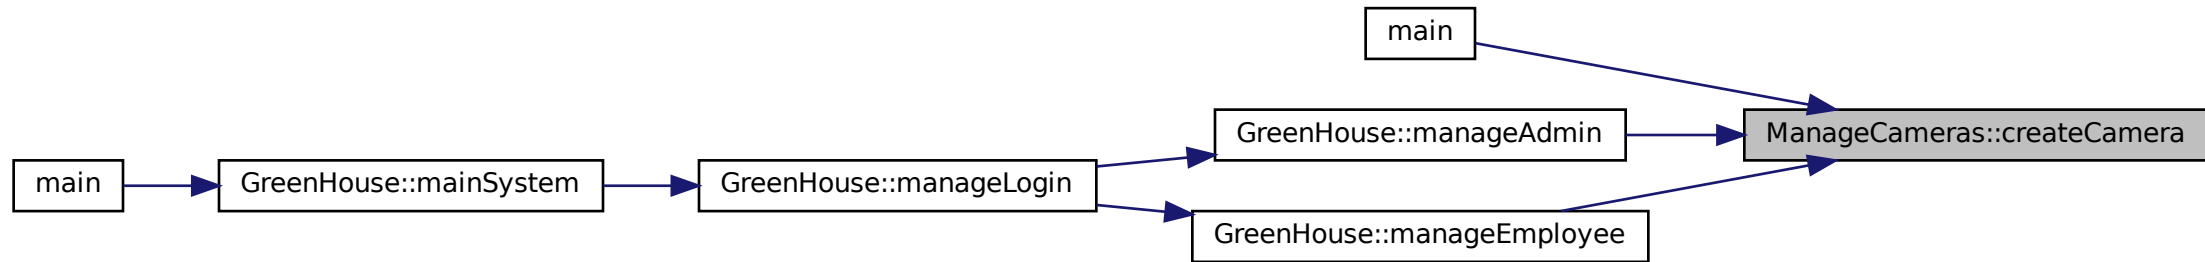 main
GreenHouse::manageAdmin
ManageCameras::createCamera
main
GreenHouse::mainSystem
GreenHouse::manageLogin
GreenHouse::manageEmployee